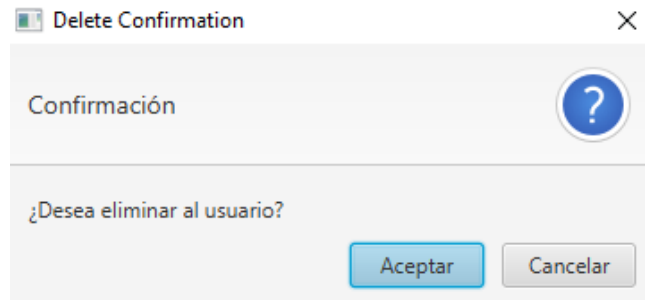 Delete Confirmation
Confirmación
?
¿Desea eliminar al usuario?
Aceptar Cancelar